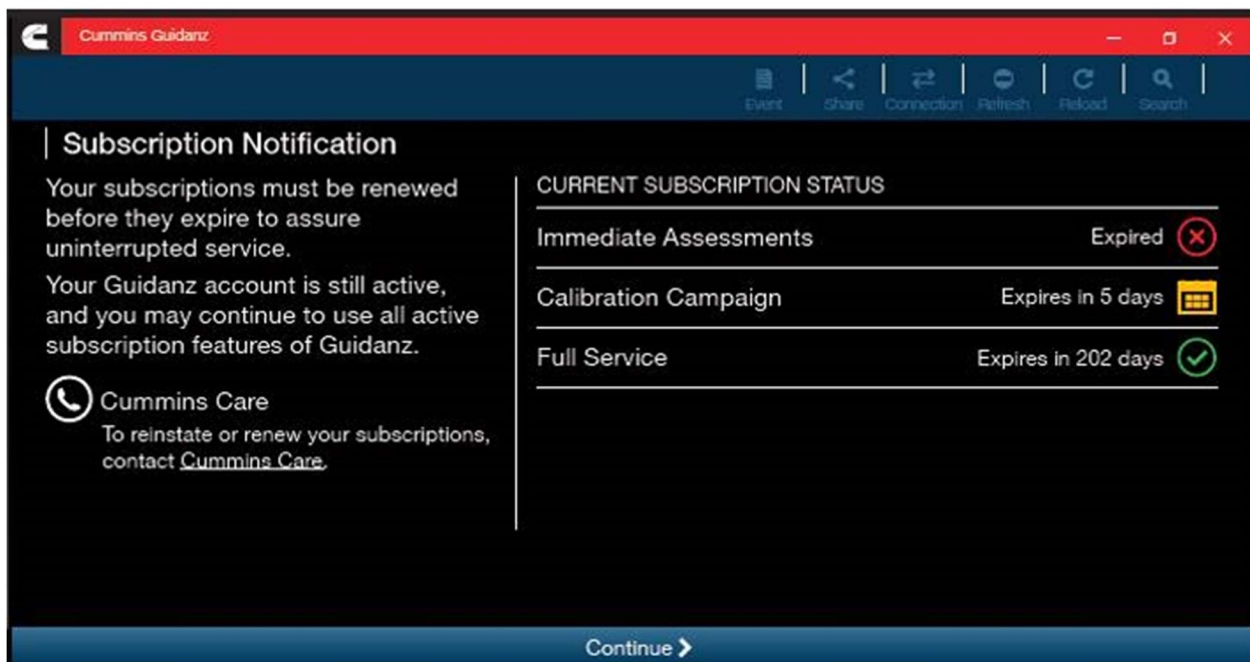 Cummins Guidanz
Event
Share
Connection
Refresh
Reload
Search
Subscription Notification
Your subscriptions must be renewed
before they expire to assure
uninterrupted service.
Your Guidanz account is still active,
and you may continue to use all active
subscription features of Guidanz.
Cummins Care
To reinstate or renew your subscriptions,
contact Cummins Care.
CURRENT SUBSCRIPTION STATUS
Immediate Assessments Expired
Calibration Campaign Expires in 5 days
Full Service Expires in 202 days
Continue